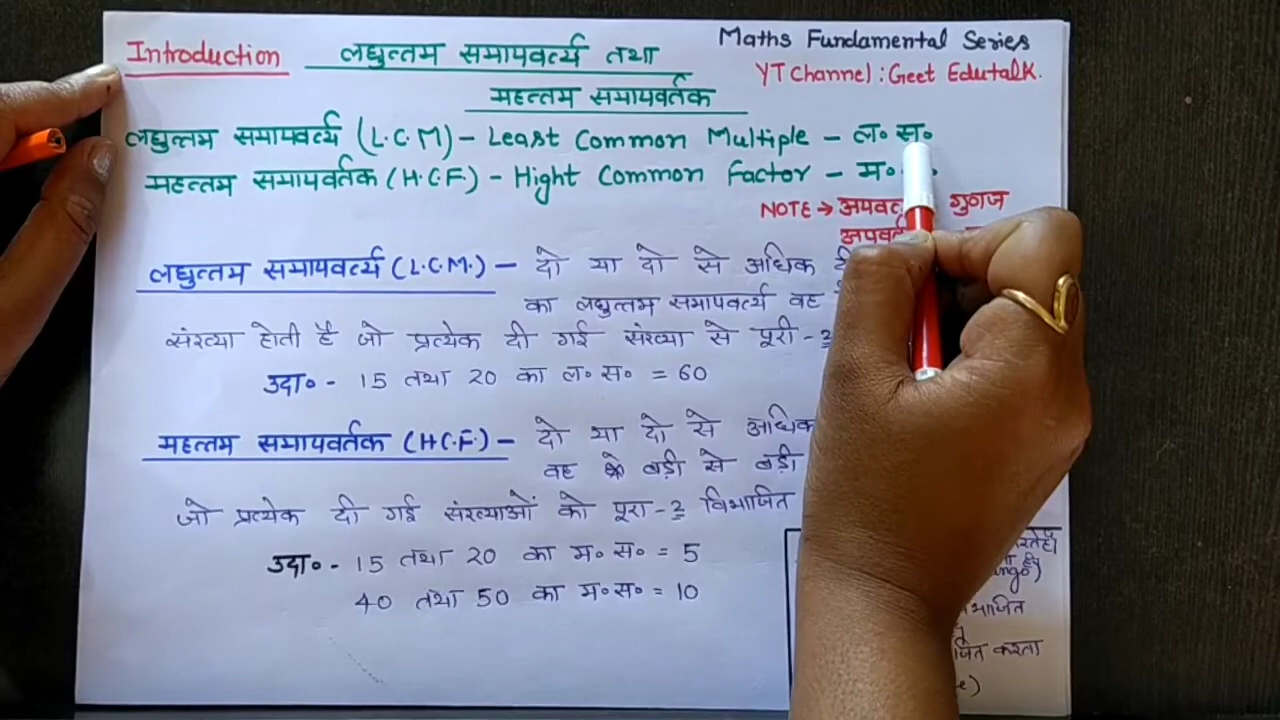 Introduction
लघुत्तम समापवर्त्य तथा
महत्तम समापवर्तक
Maths Fundamental Series
YT Channel : Geet Edutalk.
लघुत्तम समापवर्त्य (L.C.M) - Least Common Multiple - ल॰ स॰
महत्तम समापवर्तक (H.C.F) - Hight Common Factor - म॰
NOTE → गुणज
लघुत्तम समापवर्त्य (L.C.M.) - दो या दो से अधिक
का लघुत्तम समापवर्त्य वह
संख्या होती है जो प्रत्येक दी गई संख्या से पूरी-२
उदा॰ - 15 तथा 20 का ल॰ स॰ = 60
महत्तम समापवर्तक (H.C.F.) - दो या दो से अधिक
वह बड़ी से बड़ी
जो प्रत्येक दी गई संख्याओं को पूरा-२ विभाजित
उदा॰ - 15 तथा 20 का म॰ स॰ = 5
40 तथा 50 का म॰ स॰ = 10
करता